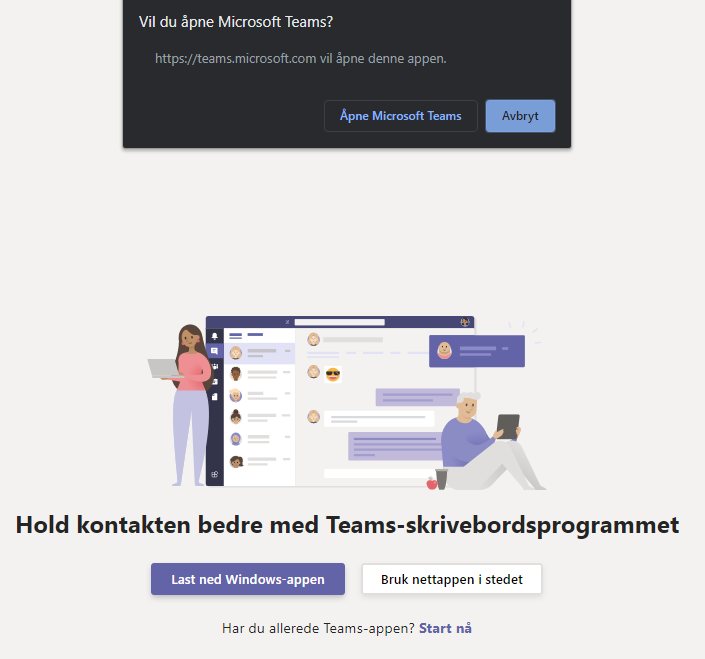 Vil du åpne Microsoft Teams?
https://teams.microsoft.com vil åpne denne appen.
Åpne Microsoft Teams
Avbryt
Hold kontakten bedre med Teams-skrivebordsprogrammet
Last ned Windows-appen
Bruk nettappen i stedet
Har du allerede Teams-appen? Start nå